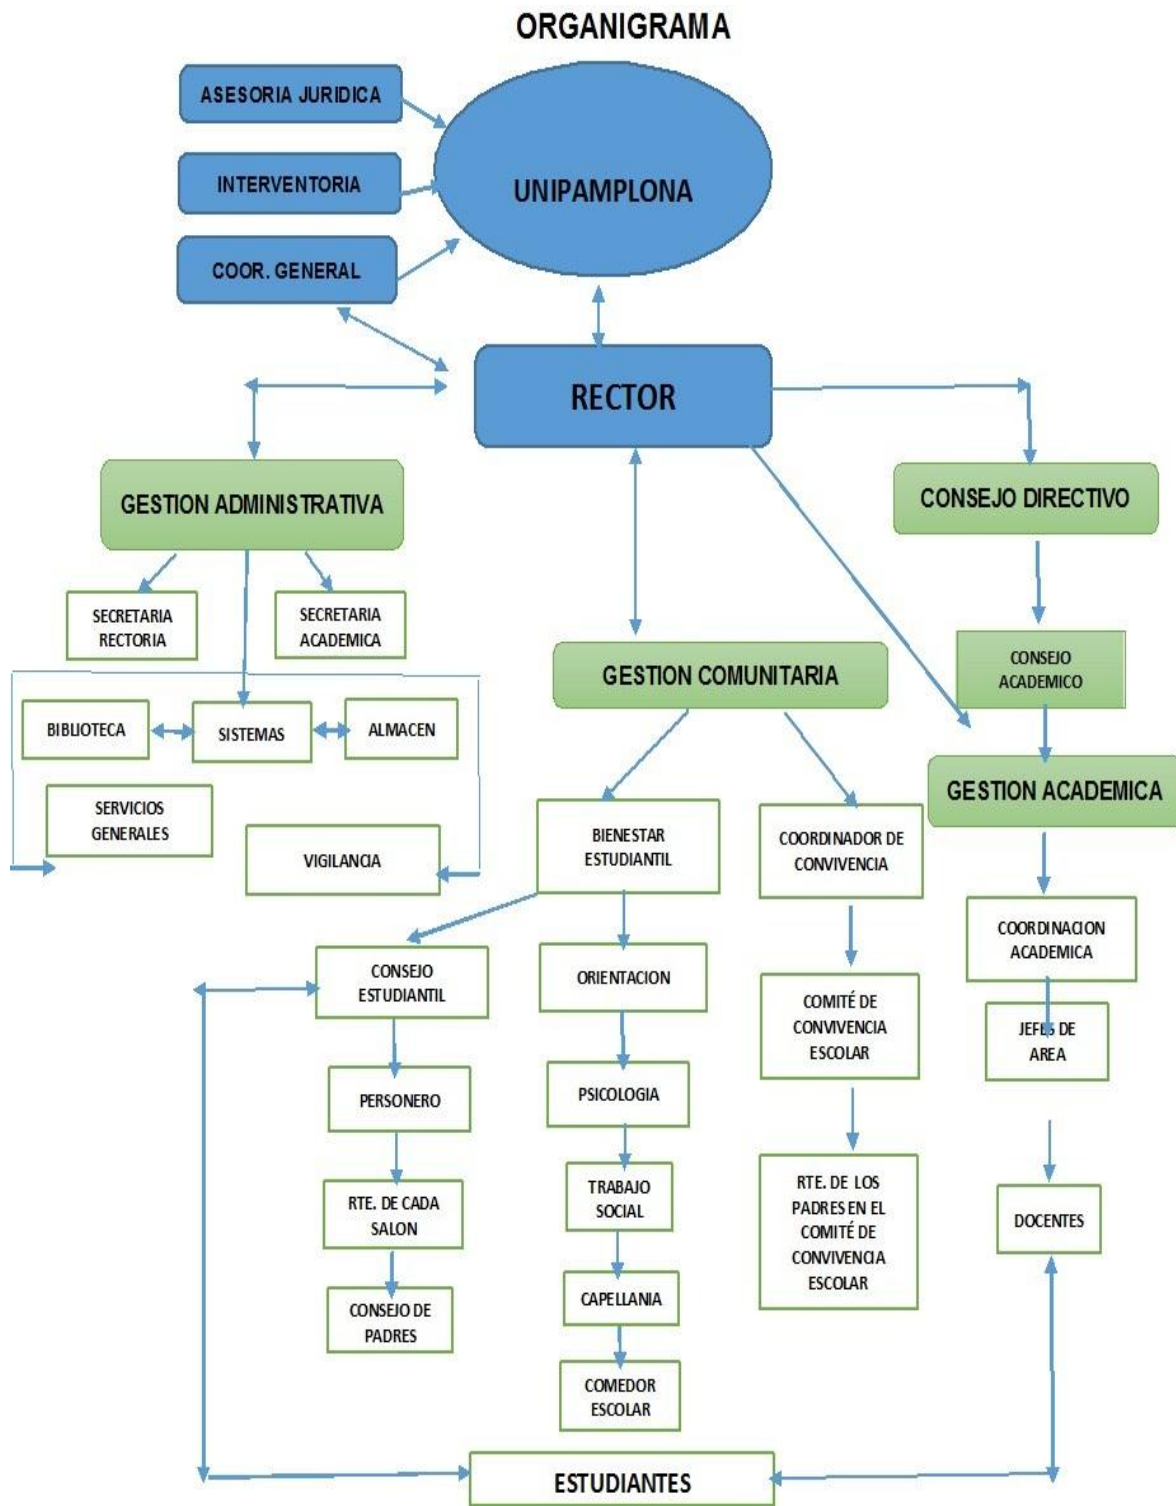 ORGANIGRAMA
ASESORIA JURIDICA
INTERVENTORIA
COOR. GENERAL
UNIPAMPLONA
RECTOR
GESTION ADMINISTRATIVA
CONSEJO DIRECTIVO
SECRETARIA
RECTORIA
SECRETARIA
ACADEMICA
GESTION COMUNITARIA
CONSEJO
ACADEMICO
BIBLIOTECA
SISTEMAS
ALMACEN
GESTION ACADEMICA
SERVICIOS
GENERALES
VIGILANCIA
BIENESTAR
ESTUDIANTIL
COORDINADOR DE
CONVIVENCIA
COORDINACION
ACADEMICA
CONSEJO
ESTUDIANTIL
ORIENTACION
COMITÉ DE
CONVIVENCIA
ESCOLAR
JEFES DE
AREA
PERSONERO
PSICOLOGIA
RTE. DE CADA
SALON
TRABAJO
SOCIAL
RTE. DE LOS
PADRES EN EL
COMITÉ DE
CONVIVENCIA
ESCOLAR
DOCENTES
CONSEJO DE
PADRES
CAPELLANIA
COMEDOR
ESCOLAR
ESTUDIANTES